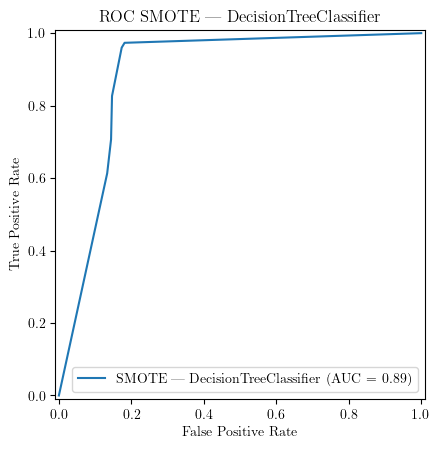 ROC SMOTE — DecisionTreeClassifier
1.0
0.8
0.6
0.4
0.2
0.0
True Positive Rate
SMOTE — DecisionTreeClassifier (AUC = 0.89)
0.0 0.2 0.4 0.6 0.8 1.0
False Positive Rate